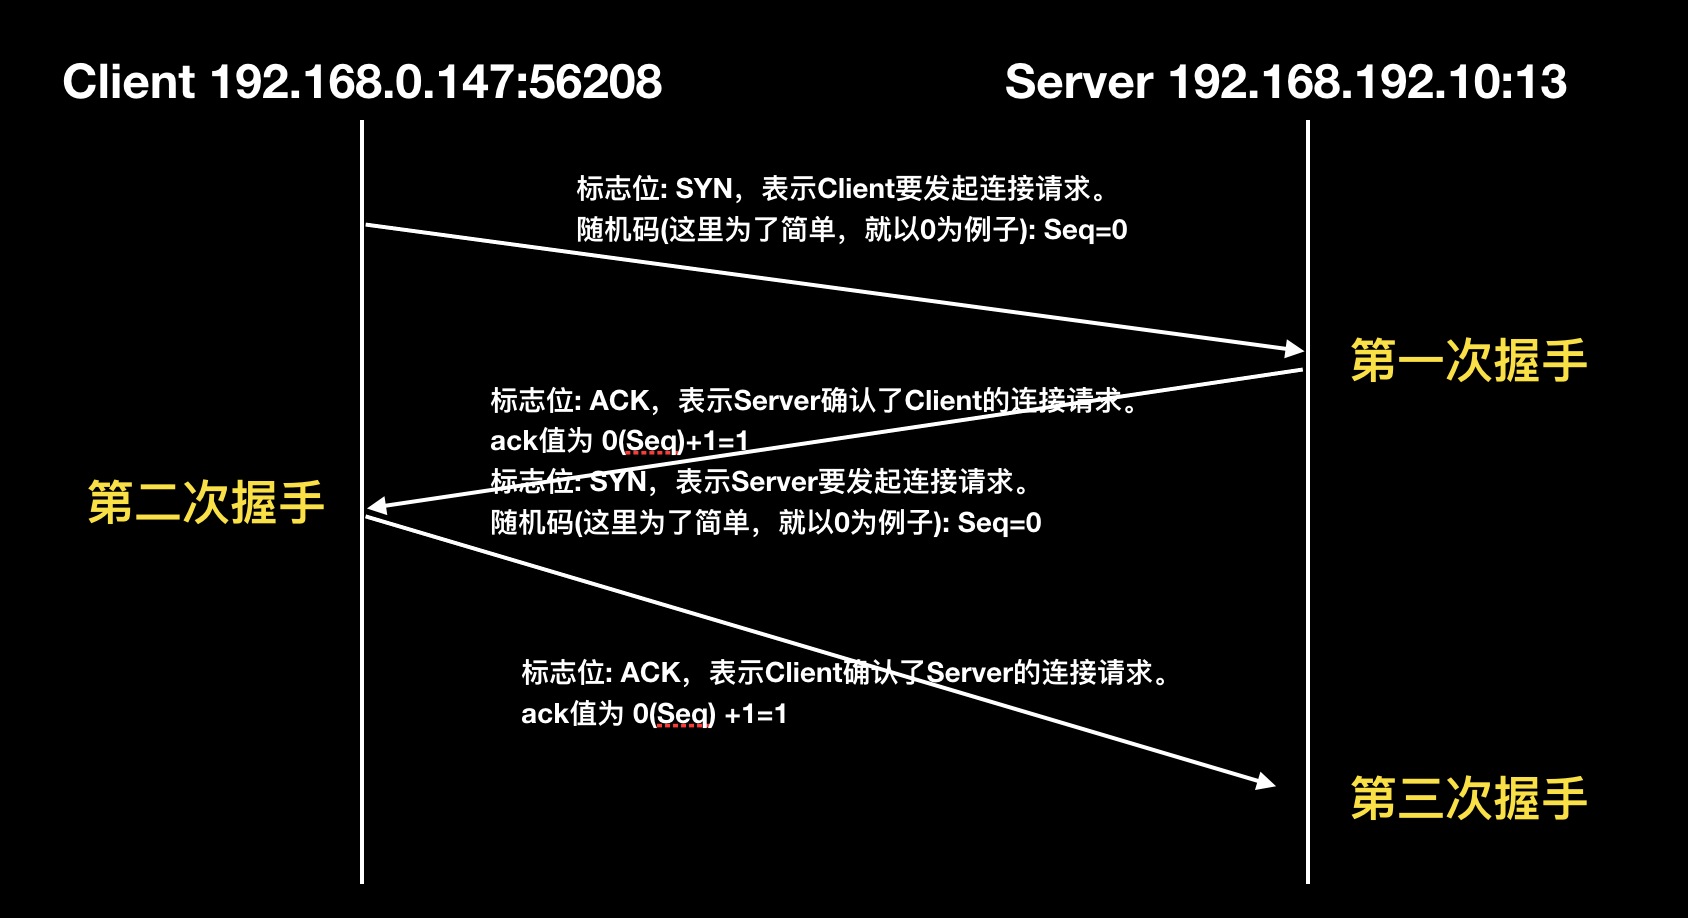 Client 192.168.0.147:56208
Server 192.168.192.10:13
标志位: SYN，表示Client要发起连接请求。
随机码(这里为了简单，就以0为例子): Seq=0
第一次握手
标志位: ACK，表示Server确认了Client的连接请求。
ack值为 0(Seq)+1=1
标志位: SYN，表示Server要发起连接请求。
随机码(这里为了简单，就以0为例子): Seq=0
第二次握手
标志位: ACK，表示Client确认了Server的连接请求。
ack值为 0(Seq) +1=1
第三次握手